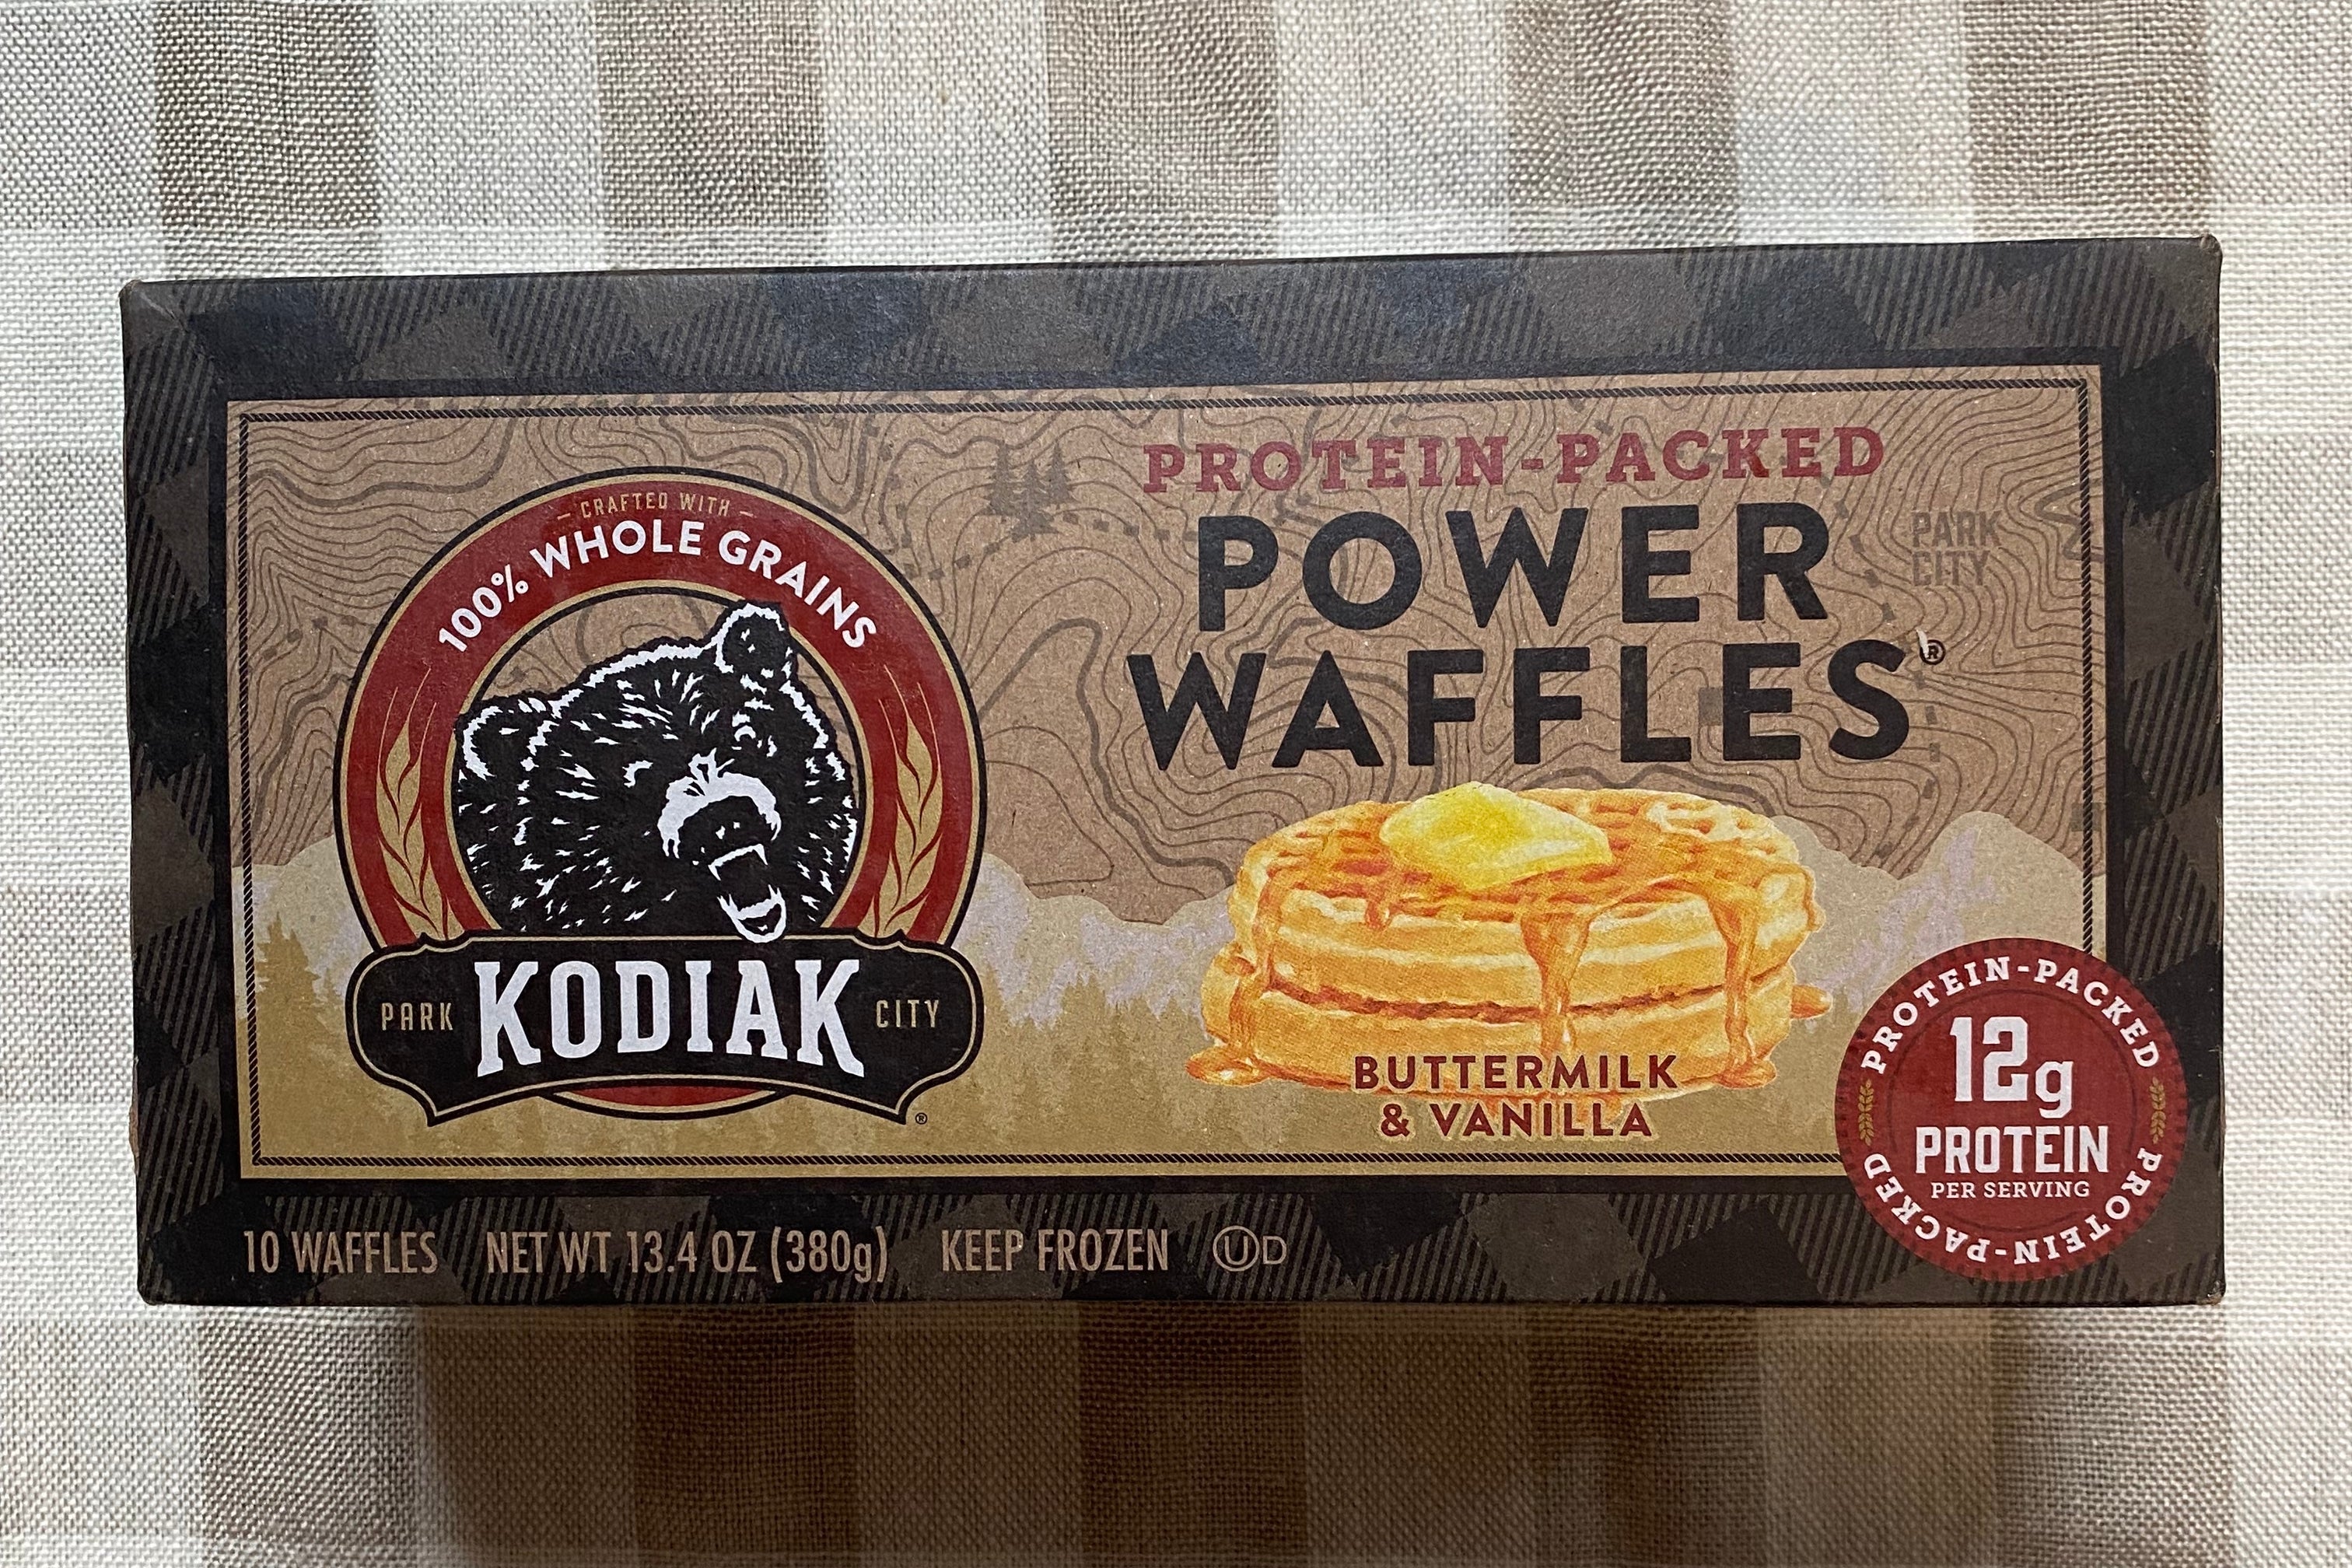 CRAFTED WITH
100% WHOLE GRAINS
PARK KODIAK CITY
®
PROTEIN-PACKED
POWER
WAFFLES®
PARK
CITY
BUTTERMILK
& VANILLA
PROTEIN-PACKED
12g
PROTEIN
PER SERVING
PROTEIN-PACKED
10 WAFFLES NET WT 13.4 OZ (380g) KEEP FROZEN ⓊD